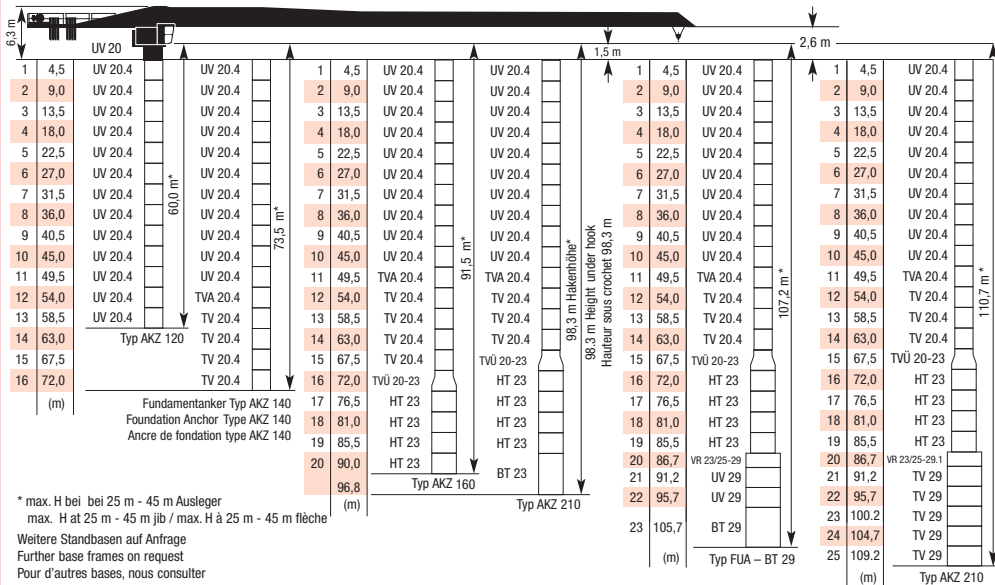 6,3 m
UV 20
1,5 m
2,6 m
1 4,5 UV 20.4 UV 20.4
2 9,0 UV 20.4 UV 20.4
3 13,5 UV 20.4 UV 20.4
4 18,0 UV 20.4 UV 20.4
5 22,5 UV 20.4 UV 20.4
6 27,0 UV 20.4 UV 20.4
7 31,5 UV 20.4 UV 20.4
8 36,0 UV 20.4 UV 20.4
9 40,5 UV 20.4 UV 20.4
10 45,0 UV 20.4 UV 20.4
11 49,5 UV 20.4 UV 20.4
12 54,0 UV 20.4 TVA 20.4
13 58,5 UV 20.4 TV 20.4
14 63,0 TV 20.4
15 67,5 TV 20.4
16 72,0 TV 20.4
(m)
60,0 m*
Typ AKZ 120
73,5 m*
Fundamentanker Typ AKZ 140
Foundation Anchor Type AKZ 140
Ancre de fondation type AKZ 140
1 4,5 UV 20.4 UV 20.4
2 9,0 UV 20.4 UV 20.4
3 13,5 UV 20.4 UV 20.4
4 18,0 UV 20.4 UV 20.4
5 22,5 UV 20.4 UV 20.4
6 27,0 UV 20.4 UV 20.4
7 31,5 UV 20.4 UV 20.4
8 36,0 UV 20.4 UV 20.4
9 40,5 UV 20.4 UV 20.4
10 45,0 UV 20.4 UV 20.4
11 49,5 TVA 20.4 TVA 20.4
12 54,0 TV 20.4 TV 20.4
13 58,5 TV 20.4 TV 20.4
14 63,0 TV 20.4 TV 20.4
15 67,5 TV 20.4 TVÜ 20-23
16 72,0 TVÜ 20-23 HT 23
17 76,5 HT 23 HT 23
18 81,0 HT 23 HT 23
19 85,5 HT 23 HT 23
20 90,0 HT 23 BT 23
96,8
(m)
91,5 m*
Typ AKZ 160
98,3 m Hakenhöhe*
98.3 m Height under hook
Hauteur sous crochet 98,3 m
Typ AKZ 210
1 4,5 UV 20.4
2 9,0 UV 20.4
3 13,5 UV 20.4
4 18,0 UV 20.4
5 22,5 UV 20.4
6 27,0 UV 20.4
7 31,5 UV 20.4
8 36,0 UV 20.4
9 40,5 UV 20.4
10 45,0 UV 20.4
11 49,5 TVA 20.4
12 54,0 TV 20.4
13 58,5 TV 20.4
14 63,0 TV 20.4
15 67,5 TVÜ 20-23
16 72,0 HT 23
17 76,5 HT 23
18 81,0 HT 23
19 85,5 HT 23
20 86,7 VR 23/25-29
21 91,2 UV 29
22 95,7 UV 29
23 105,7 BT 29
(m)
107,2 m *
Typ FUA – BT 29
1 4,5 UV 20.4
2 9,0 UV 20.4
3 13,5 UV 20.4
4 18,0 UV 20.4
5 22,5 UV 20.4
6 27,0 UV 20.4
7 31,5 UV 20.4
8 36,0 UV 20.4
9 40,5 UV 20.4
10 45,0 UV 20.4
11 49,5 TVA 20.4
12 54,0 TV 20.4
13 58,5 TV 20.4
14 63,0 TV 20.4
15 67,5 TVÜ 20-23
16 72,0 HT 23
17 76,5 HT 23
18 81,0 HT 23
19 85,5 HT 23
20 86,7 VR 23/25-29.1
21 91,2 TV 29
22 95,7 TV 29
23 100.2 TV 29
24 104,7 TV 29
25 109.2 TV 29
(m)
110,7 m *
Typ AKZ 210
* max. H bei bei 25 m - 45 m Ausleger
max. H at 25 m - 45 m jib / max. H à 25 m - 45 m flèche
Weitere Standbasen auf Anfrage
Further base frames on request
Pour d'autres bases, nous consulter